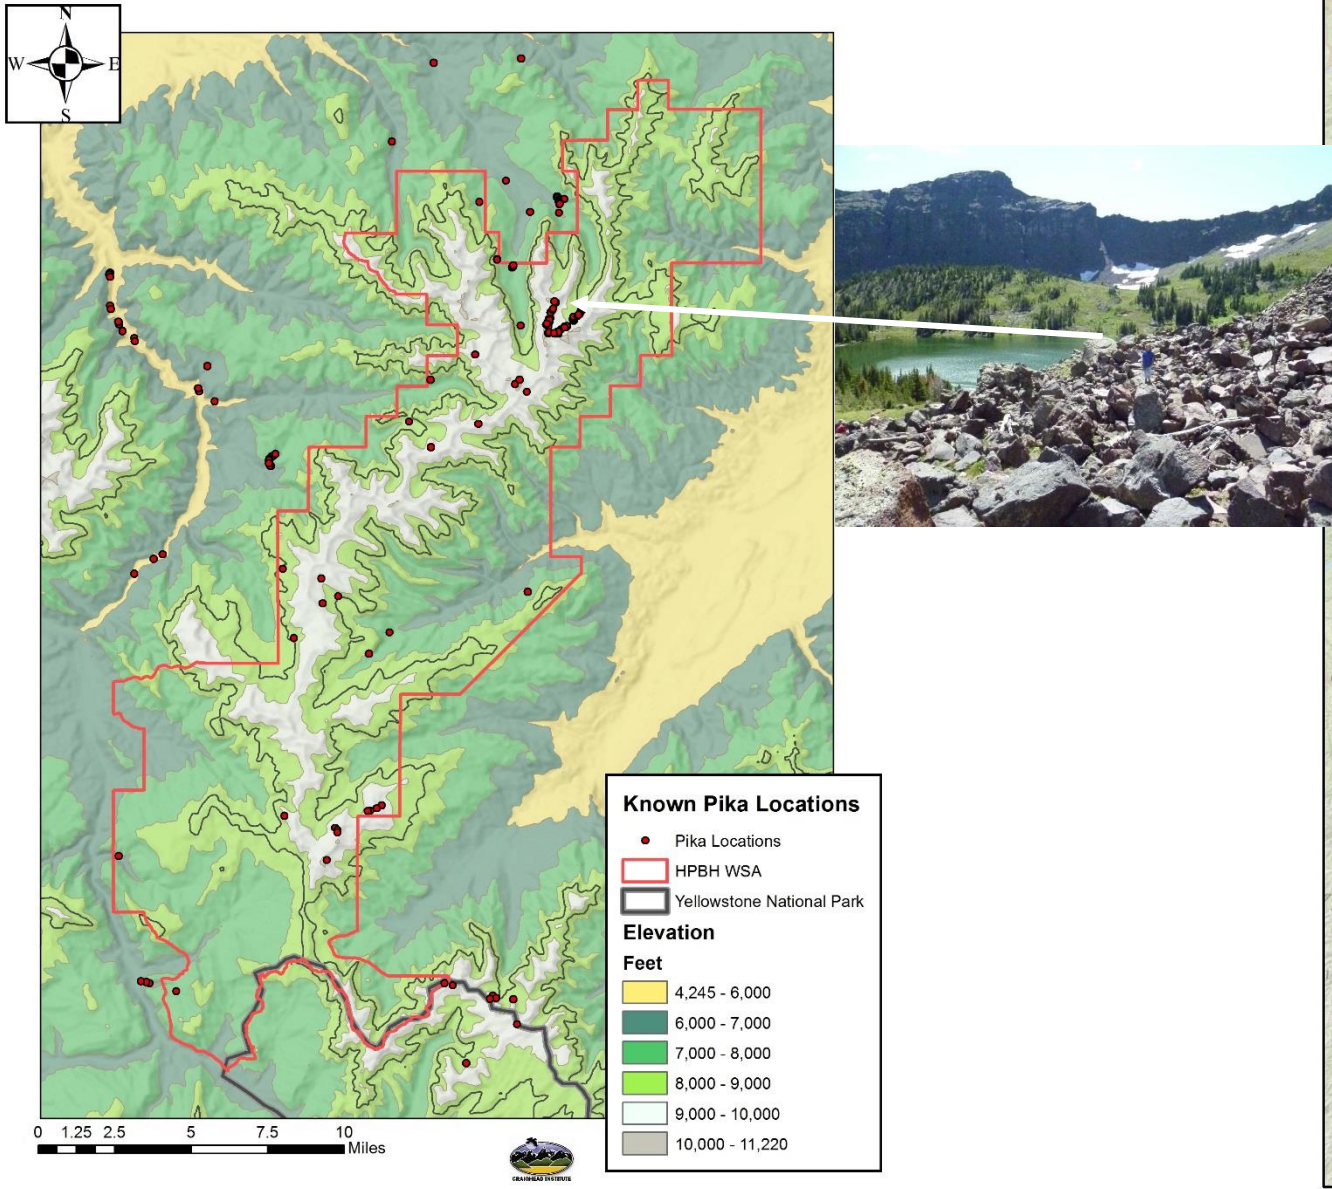 N
W E
S
Known Pika Locations
Pika Locations
HPBH WSA
Yellowstone National Park
Elevation
Feet
4,245 - 6,000
6,000 - 7,000
7,000 - 8,000
8,000 - 9,000
9,000 - 10,000
10,000 - 11,220
0 1.25 2.5 5 7.5 10
Miles
CRAIGHEAD INSTITUTE